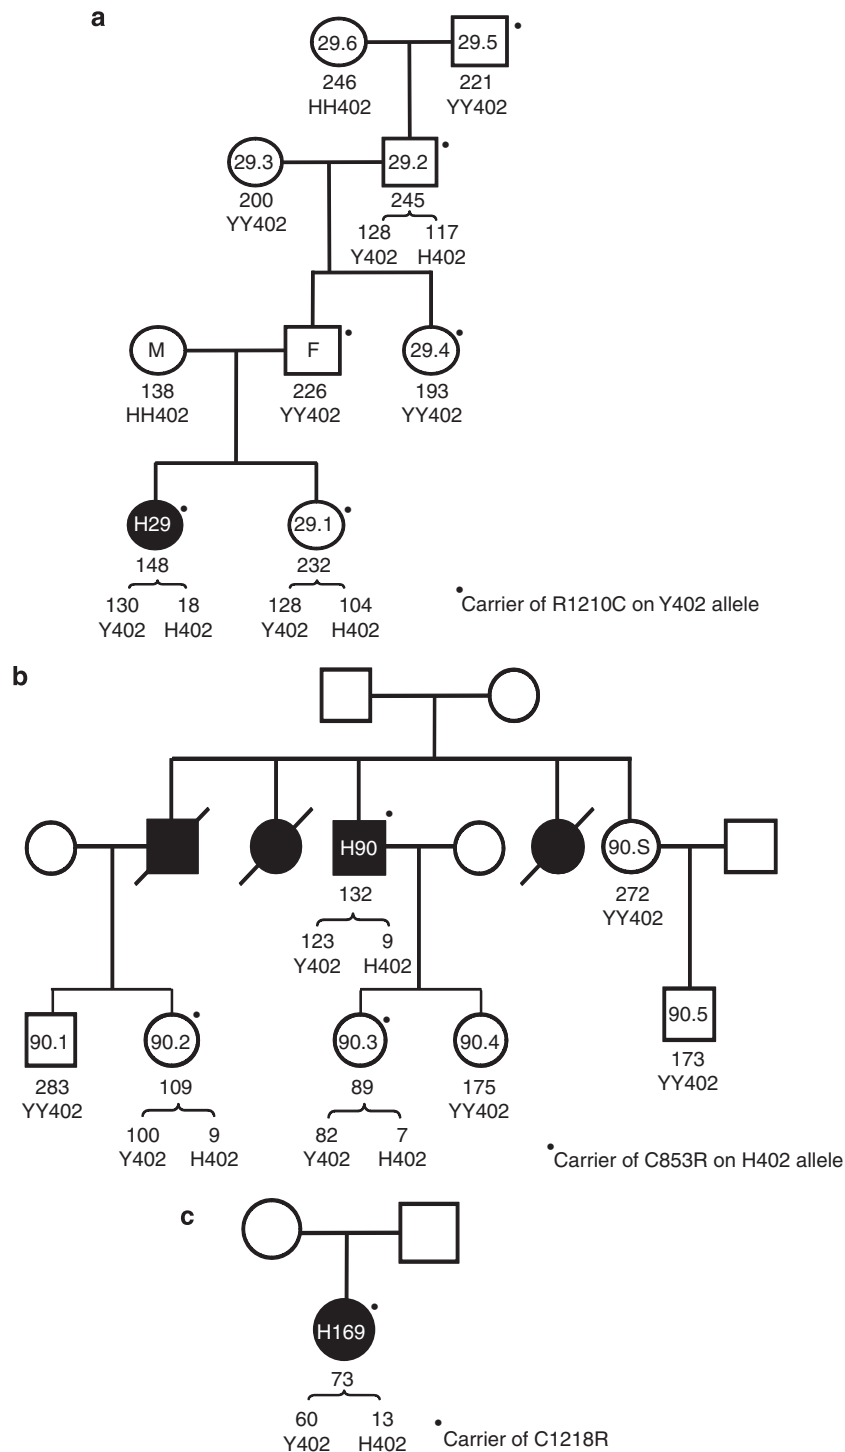 a
29.6 29.5
246 221
HH402 YY402
29.3 29.2
200 245
YY402
128 117
Y402 H402
M F 29.4
138 226 193
HH402 YY402 YY402
H29 29.1
148 232
130 18 128 104
Y402 H402 Y402 H402
•Carrier of R1210C on Y402 allele
b
H90 90.S
132 272
YY402
123 9
Y402 H402
90.1 90.2 90.3 90.4 90.5
283 109 89 175 173
YY402 YY402 YY402
100 9 82 7
Y402 H402 Y402 H402
•Carrier of C853R on H402 allele
c
H169
73
60 13
Y402 H402
•Carrier of C1218R